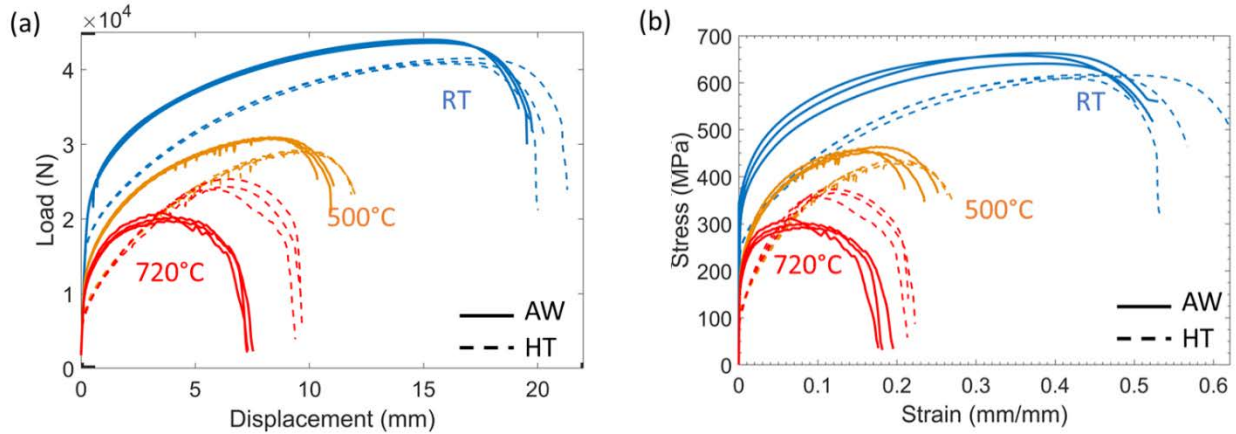 (a)
×10⁴
4
3
2
1
0
0 5 10 15 20
Load (N)
Displacement (mm)
RT
500°C
720°C
AW
HT
(b)
700
600
500
400
300
200
100
0
0 0.1 0.2 0.3 0.4 0.5 0.6
Stress (MPa)
Strain (mm/mm)
RT
500°C
720°C
AW
HT